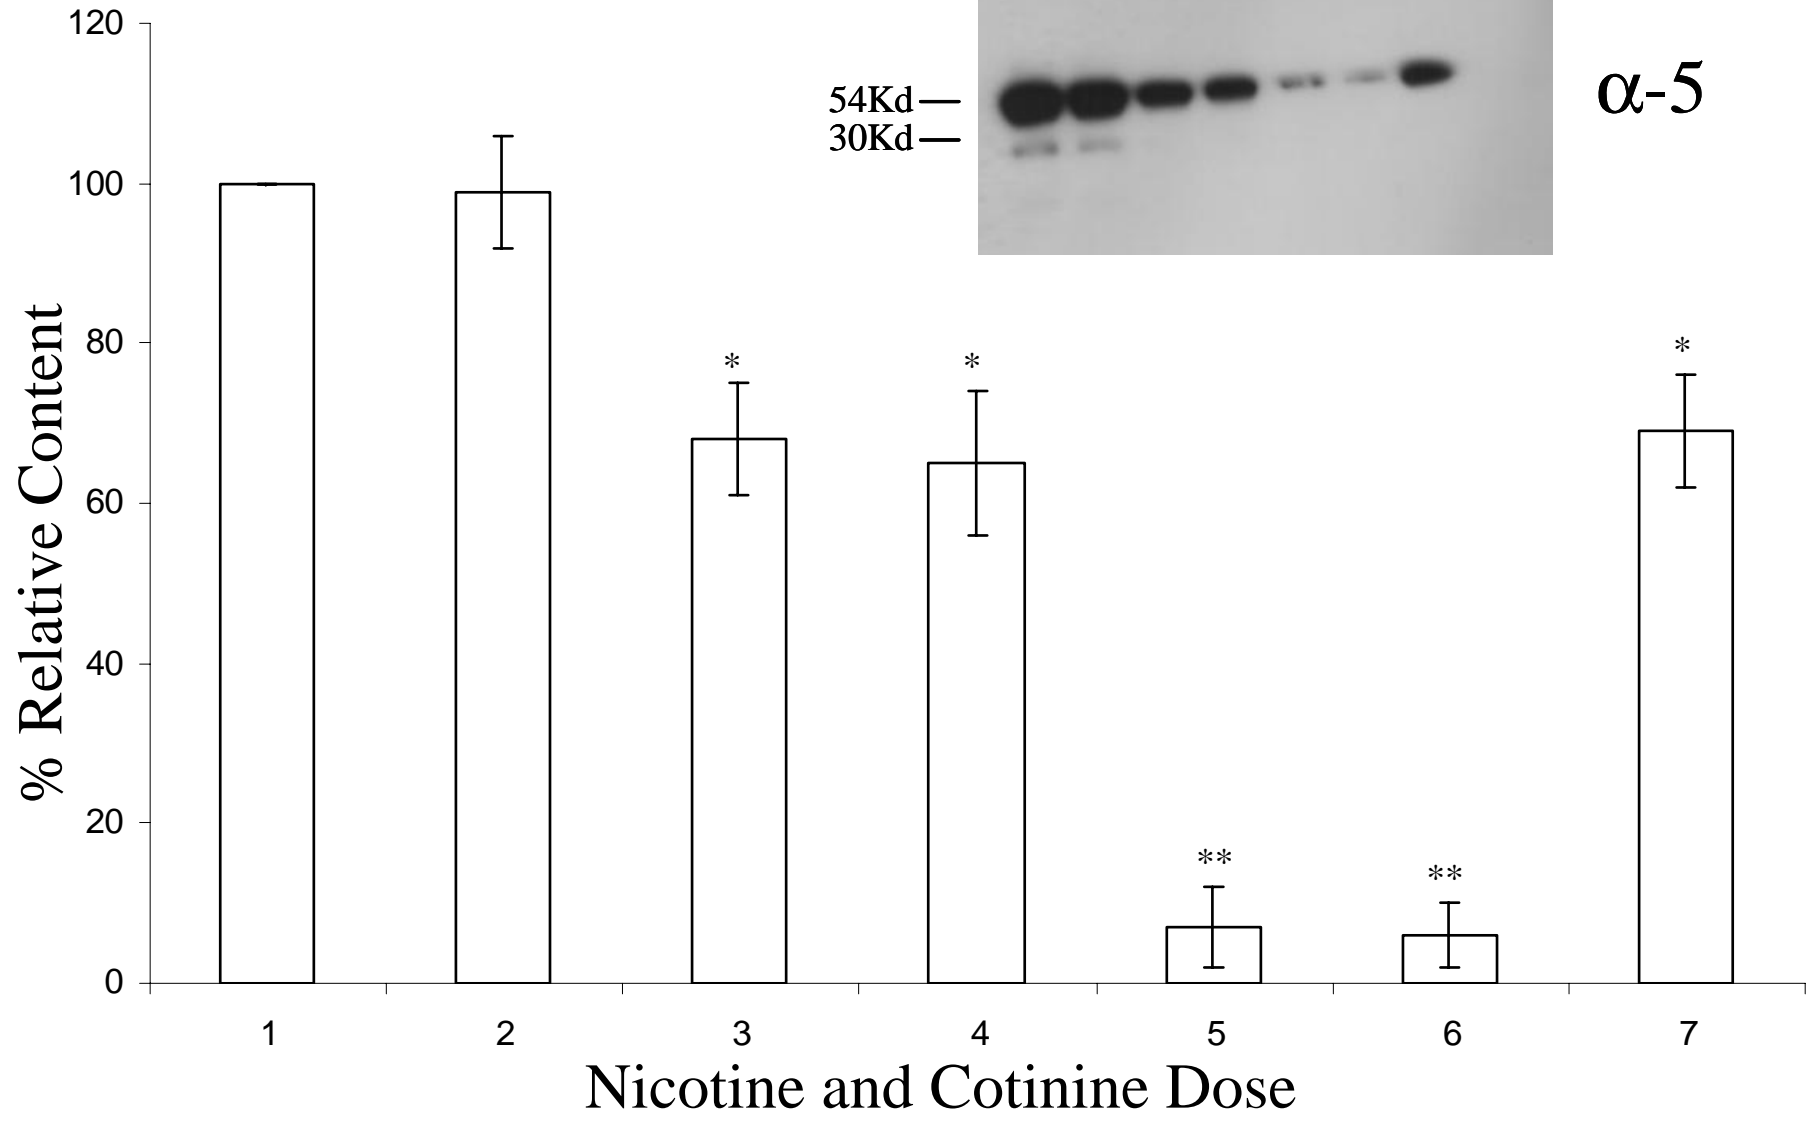 120
100
80
60
40
20
0
% Relative Content
54Kd
30Kd
α-5
*
*
**
**
*
1 2 3 4 5 6 7
Nicotine and Cotinine Dose